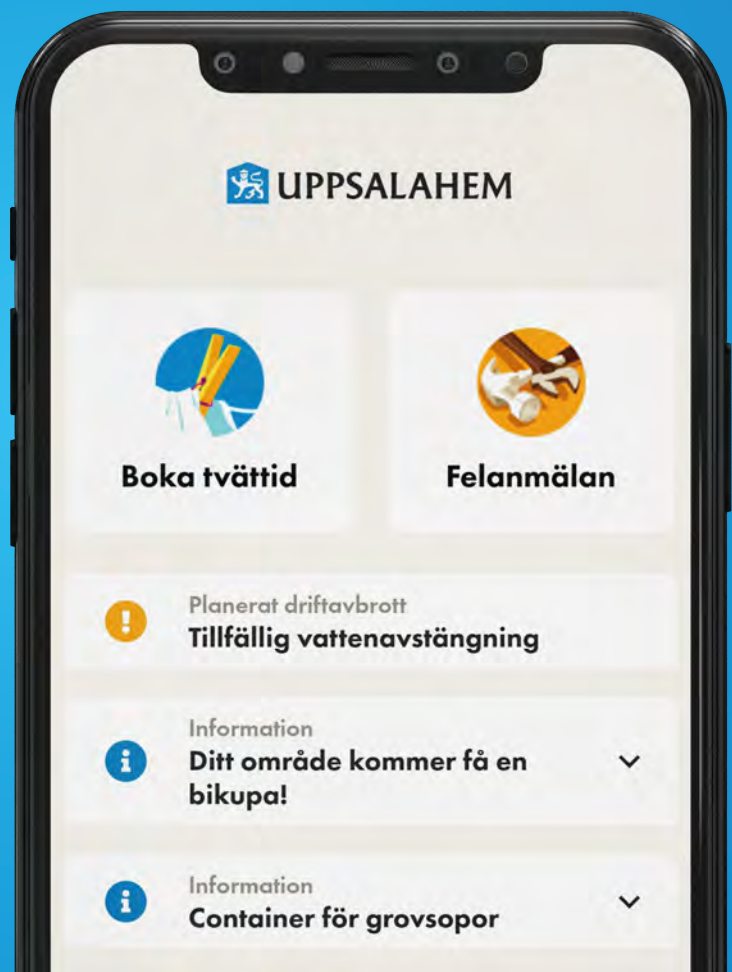 UPPSALAHEM
Boka tvättid
Felanmälan
Planerat driftavbrott
Tillfällig vattenavstängning
Information
Ditt område kommer få en
bikupa!
Information
Container för grovsopor